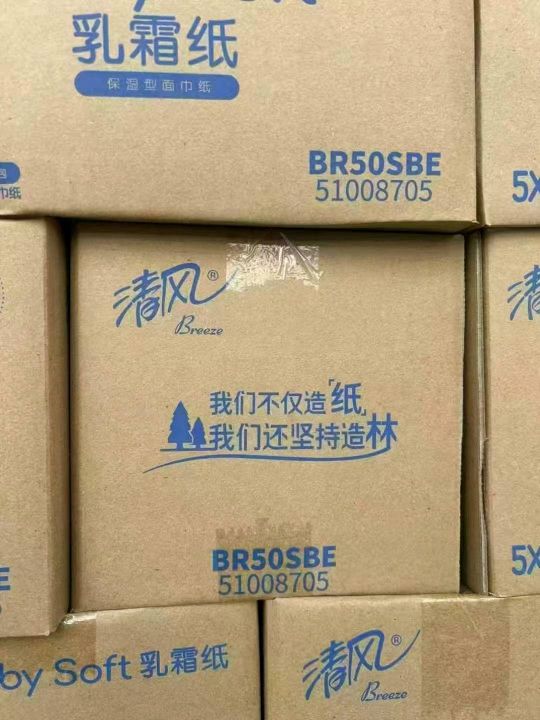 乳霜纸
保湿型面巾纸
BR50SBE
51008705
巾纸
5X
清风®
Breeze
清
我们不仅造「纸」
我们还坚持造林
BR50SBE
51008705
E
5
5X
by Soft 乳霜纸
清风®
Breeze